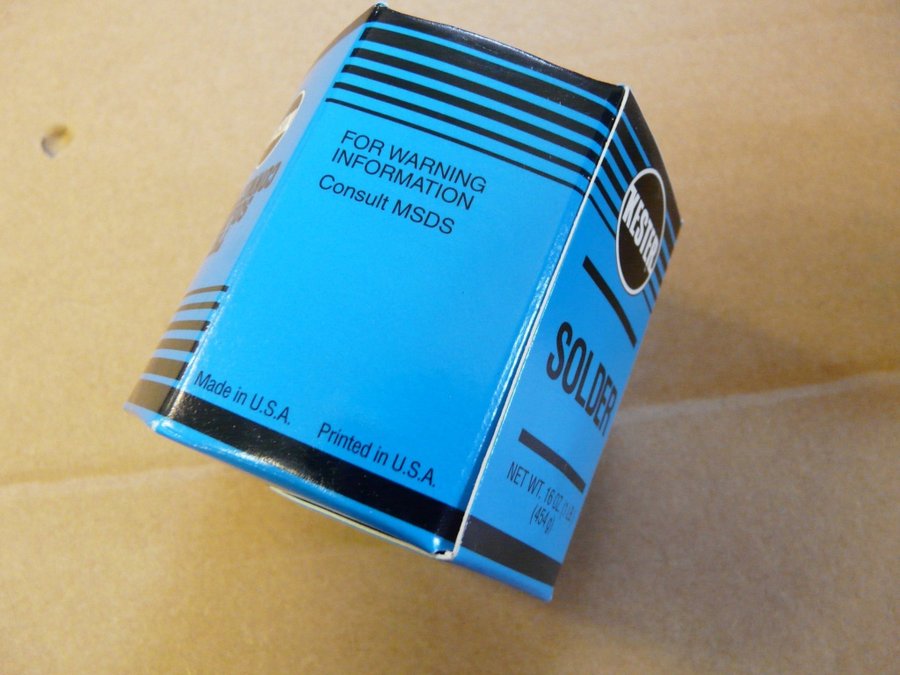 FOR WARNING
INFORMATION
Consult MSDS
Made in U.S.A.
Printed in U.S.A.
KESTER
SOLDER
NET WT. 16 OZ. (1 LB.
(454 g)